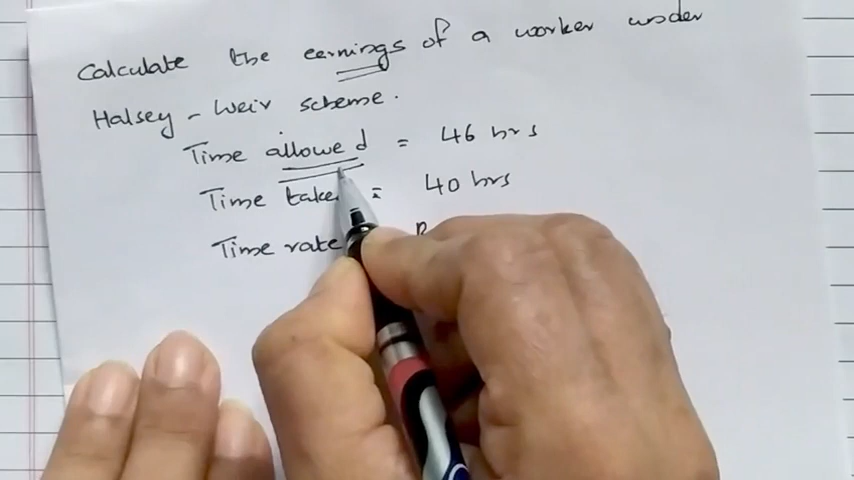 Calculate the earnings of a worker under
Halsey - Weir scheme.
Time allowed = 46 hrs
Time taken = 40 hrs
Time rate